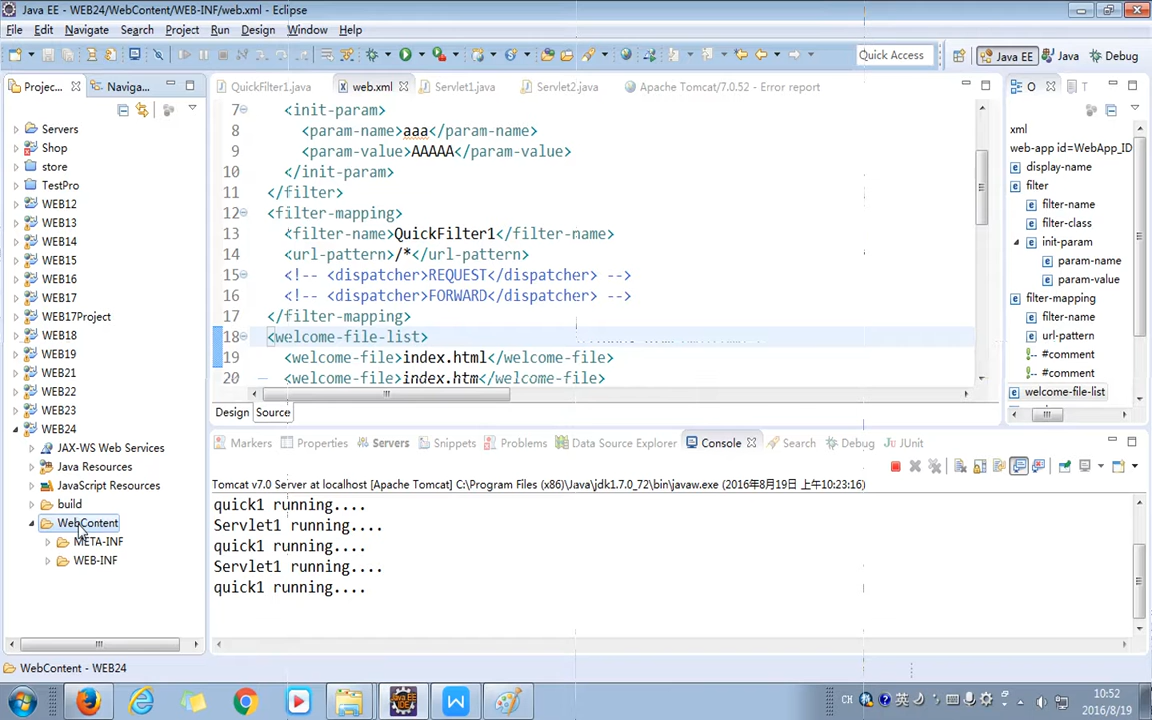 Java EE - WEB24/WebContent/WEB-INF/web.xml - Eclipse
File Edit Navigate Search Project Run Design Window Help
Quick Access
Java EE
Java
Debug
Projec...
Naviga...
QuickFilter1.java
web.xml
Servlet1.java
Servlet2.java
Apache Tomcat/7.0.52 - Error report
O
T
Servers
Shop
store
TestPro
WEB12
WEB13
WEB14
WEB15
WEB16
WEB17
WEB17Project
WEB18
WEB19
WEB21
WEB22
WEB23
WEB24
JAX-WS Web Services
Java Resources
JavaScript Resources
build
WebContent
META-INF
WEB-INF
7 <init-param>
8 <param-name>aaa</param-name>
9 <param-value>AAAAA</param-value>
10 </init-param>
11 </filter>
12 <filter-mapping>
13 <filter-name>QuickFilter1</filter-name>
14 <url-pattern>/*</url-pattern>
15 <!-- <dispatcher>REQUEST</dispatcher> -->
16 <!-- <dispatcher>FORWARD</dispatcher> -->
17 </filter-mapping>
18 <welcome-file-list>
19 <welcome-file>index.html</welcome-file>
20 <welcome-file>index.htm</welcome-file>
Design Source
xml
web-app id=WebApp_ID
display-name
filter
filter-name
filter-class
init-param
param-name
param-value
filter-mapping
filter-name
url-pattern
#comment
#comment
welcome-file-list
Markers Properties Servers Snippets Problems Data Source Explorer Console Search Debug JUnit
Tomcat v7.0 Server at localhost [Apache Tomcat] C:\Program Files (x86)\Java\jdk1.7.0_72\bin\javaw.exe (2016年8月19日 上午10:23:16)
quick1 running....
Servlet1 running....
quick1 running....
Servlet1 running....
quick1 running....
WebContent - WEB24
Java EE
IDE
CH
英
10:52
2016/8/19